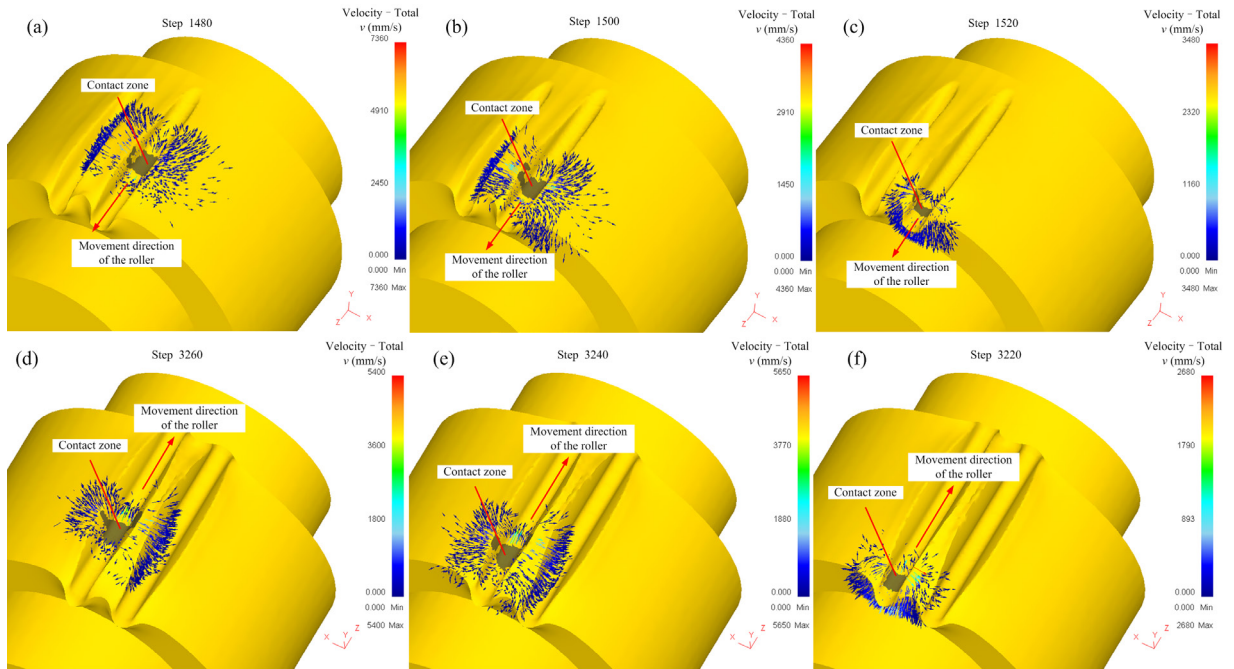 (a)
Step 1480
Velocity - Total
v (mm/s)
7360
4910
2450
0.000
0.000 Min
7360 Max
Contact zone
Movement direction
of the roller
Y
Z
X
(b)
Step 1500
Velocity - Total
v (mm/s)
4360
2910
1450
0.000
0.000 Min
4360 Max
Contact zone
Movement direction
of the roller
Y
Z
X
(c)
Step 1520
Velocity - Total
v (mm/s)
3480
2320
1160
0.000
0.000 Min
3480 Max
Contact zone
Movement direction
of the roller
Y
Z
X
(d)
Step 3260
Velocity - Total
v (mm/s)
5400
3600
1800
0.000
0.000 Min
5400 Max
Movement direction
of the roller
Contact zone
X
Y
Z
(e)
Step 3240
Velocity - Total
v (mm/s)
5650
3770
1880
0.000
0.000 Min
5650 Max
Movement direction
of the roller
Contact zone
X
Y
Z
(f)
Step 3220
Velocity - Total
v (mm/s)
2680
1790
893
0.000
0.000 Min
2680 Max
Movement direction
of the roller
Contact zone
X
Y
Z